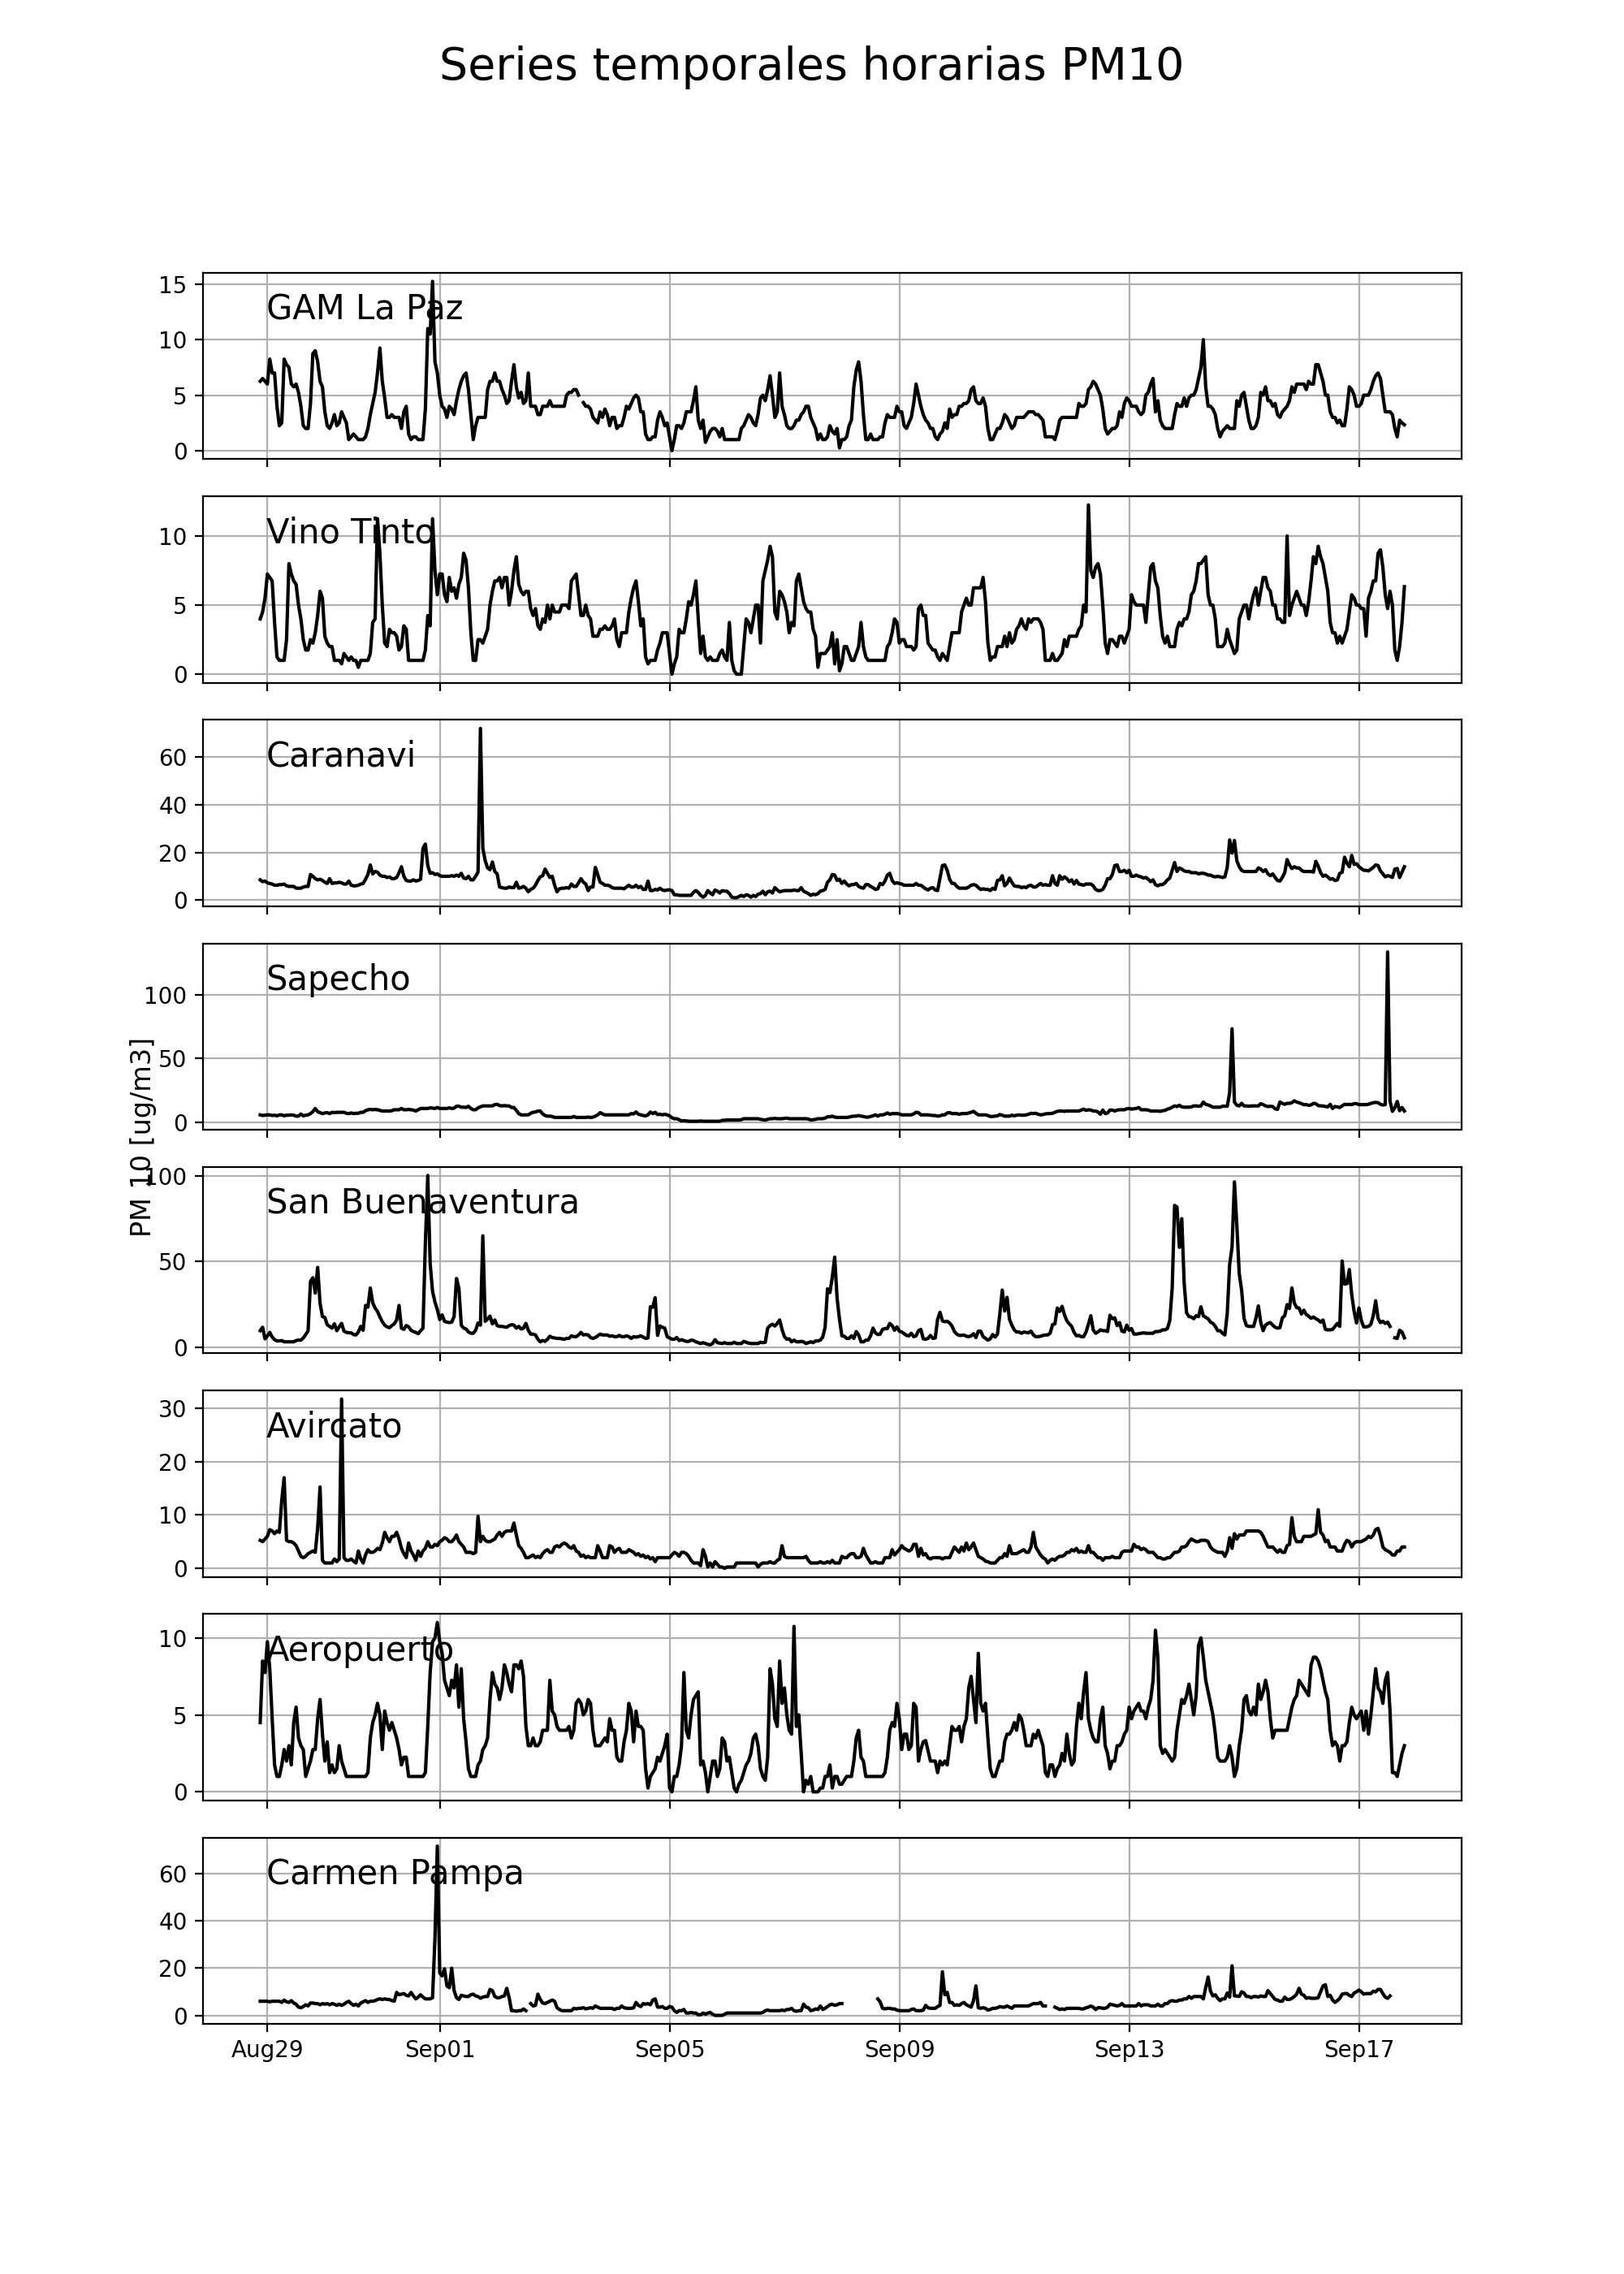 Series temporales horarias PM10
15
GAM La Paz
10
5
0
Vino Tinto
10
5
0
Caranavi
60
40
20
0
Sapecho
100
50
0
PM 10 [ug/m3]
100
San Buenaventura
50
0
30
Avircato
20
10
0
10
Aeropuerto
5
0
Carmen Pampa
60
40
20
0
Aug29 Sep01 Sep05 Sep09 Sep13 Sep17